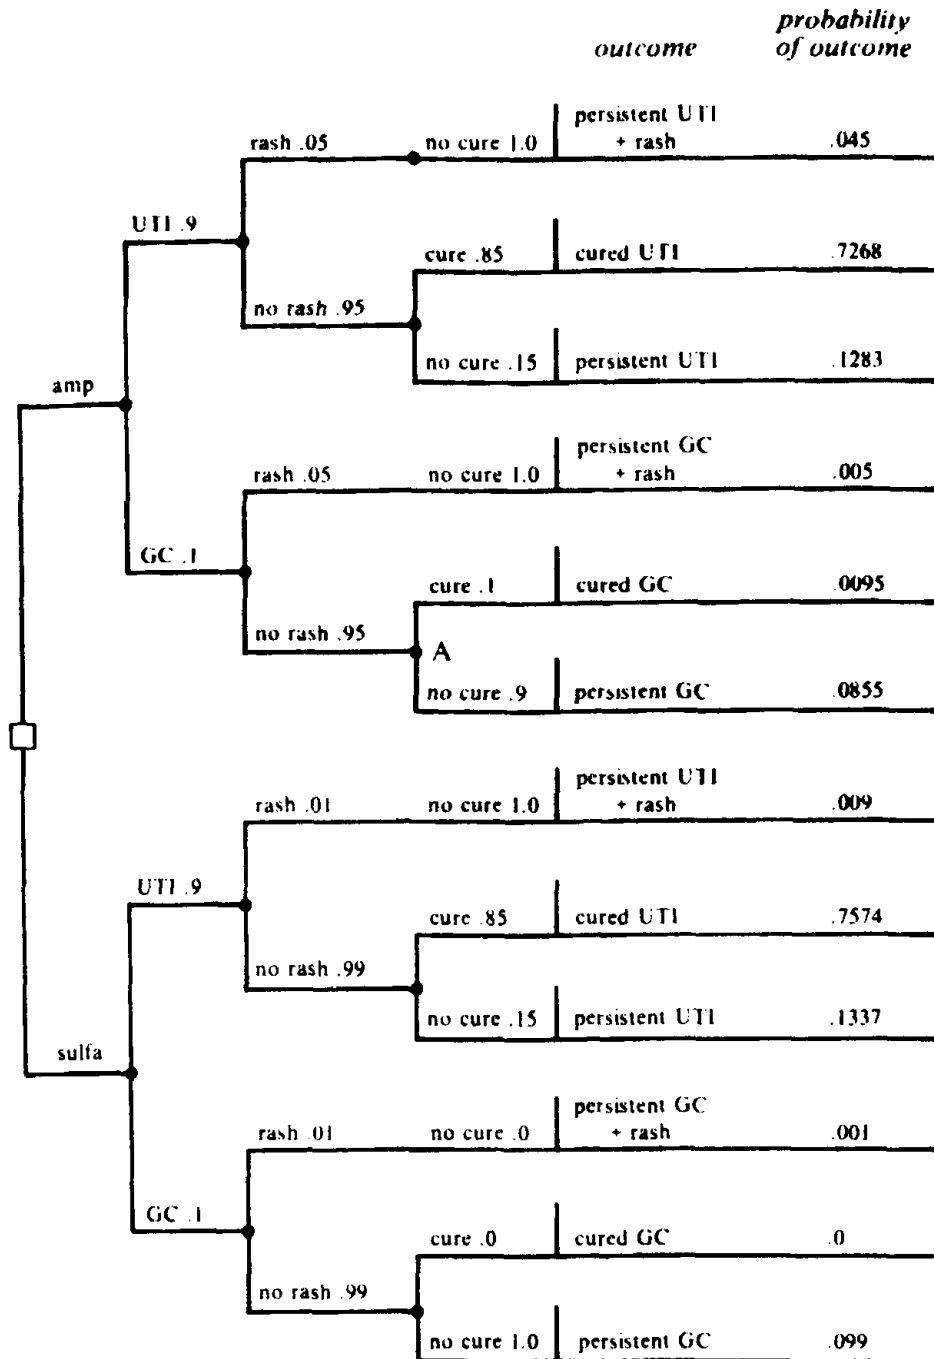 probability
outcome of outcome
persistent UTI
rash .05 no cure 1.0 + rash .045
UTI .9
cure .85 cured UTI .7268
no rash .95
no cure .15 persistent UTI .1283
amp
persistent GC
rash .05 no cure 1.0 + rash .005
GC .1
cure .1 cured GC .0095
no rash .95
A
no cure .9 persistent GC .0855
persistent UTI
rash .01 no cure 1.0 + rash .009
UTI .9
cure .85 cured UTI .7574
no rash .99
no cure .15 persistent UTI .1337
sulfa
persistent GC
rash .01 no cure .0 + rash .001
GC .1
cure .0 cured GC .0
no rash .99
no cure 1.0 persistent GC .099